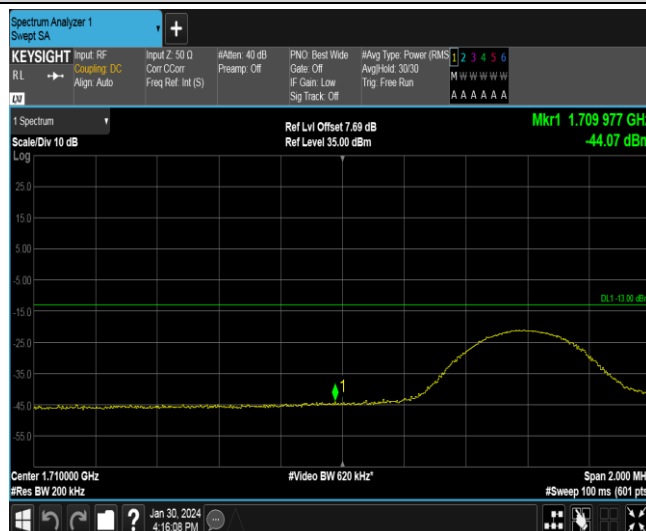 Spectrum Analyzer 1
Swept SA
+
KEYSIGHT
RL
LXI
Input: RF
Coupling: DC
Align: Auto
Input Z: 50 Ω
Corr CCorr
Freq Ref: Int (S)
#Atten: 40 dB
Preamp: Off
PNO: Best Wide
Gate: Off
IF Gain: Low
Sig Track: Off
#Avg Type: Power (RMS
Avg|Hold: 30/30
Trig: Free Run
1 2 3 4 5 6
M W W W W W
A A A A A A
1 Spectrum
Scale/Div 10 dB
Ref Lvl Offset 7.69 dB
Ref Level 35.00 dBm
Mkr1 1.709 977 GHz
-44.07 dBm
Log
25.0
15.0
5.00
-5.00
DL1 -13.00 dBm
-15.0
-25.0
-35.0
1
-45.0
-55.0
Center 1.710000 GHz
#Res BW 200 kHz
#Video BW 620 kHz*
Span 2.000 MH
#Sweep 100 ms (601 pts
?
Jan 30, 2024
4:16:08 PM